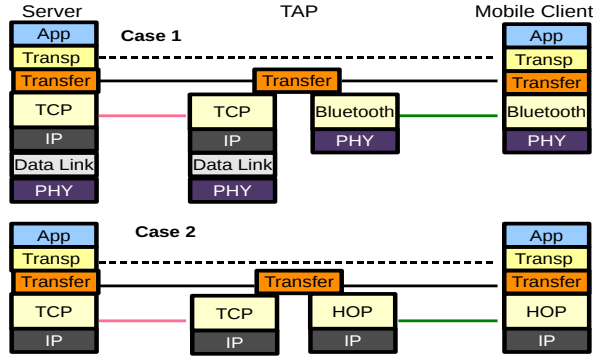 Server TAP Mobile Client
App Case 1 App
Transp Transp
Transfer Transfer Transfer
TCP TCP Bluetooth Bluetooth
IP IP PHY PHY
Data Link Data Link
PHY PHY
App Case 2 App
Transp Transp
Transfer Transfer Transfer
TCP TCP HOP HOP
IP IP IP IP